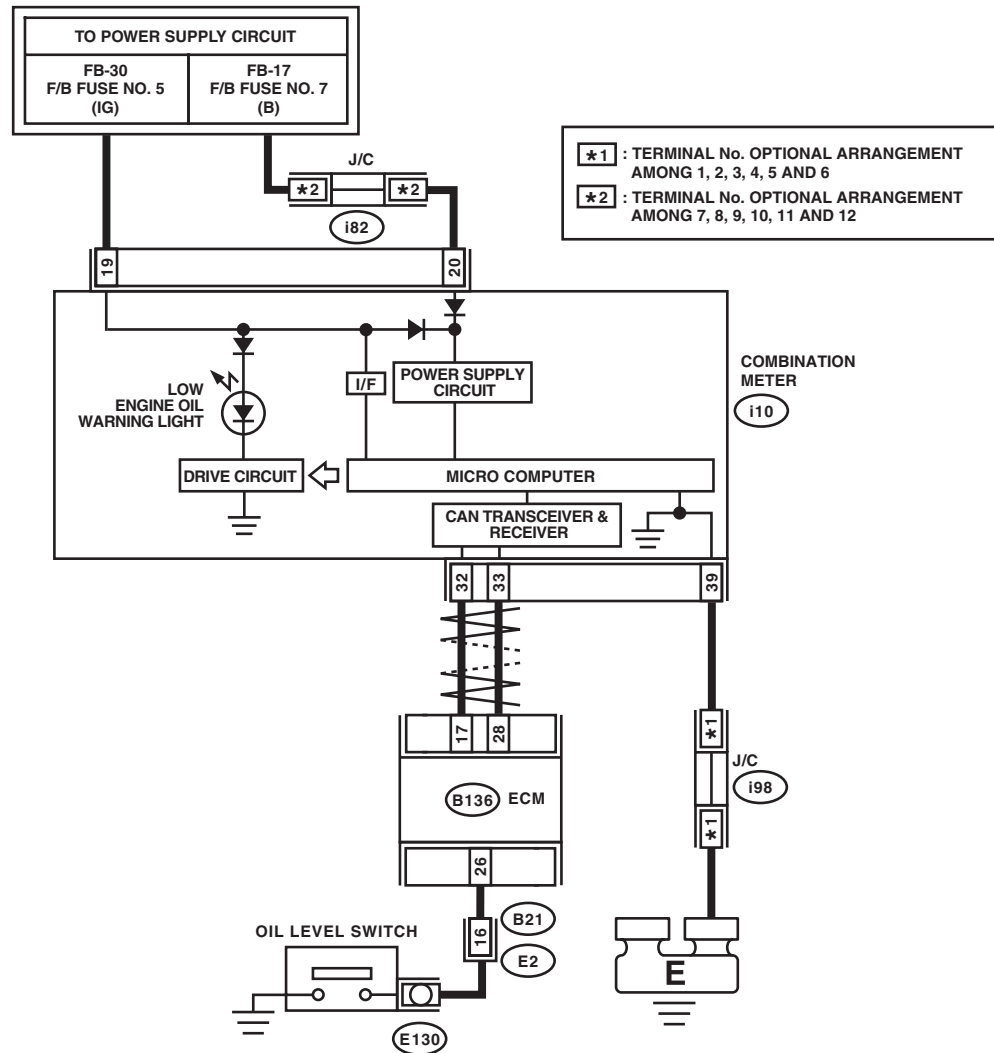 TO POWER SUPPLY CIRCUIT
FB-30
F/B FUSE NO. 5
(IG)
FB-17
F/B FUSE NO. 7
(B)
J/C
*2
*2
i82
*1 : TERMINAL No. OPTIONAL ARRANGEMENT
AMONG 1, 2, 3, 4, 5 AND 6
*2 : TERMINAL No. OPTIONAL ARRANGEMENT
AMONG 7, 8, 9, 10, 11 AND 12
19
20
LOW
ENGINE OIL
WARNING LIGHT
I/F
POWER SUPPLY
CIRCUIT
COMBINATION
METER
i10
DRIVE CIRCUIT
MICRO COMPUTER
CAN TRANSCEIVER &
RECEIVER
32
33
39
17
28
*1
J/C
i98
*1
B136
ECM
26
B21
16
E2
OIL LEVEL SWITCH
E130
E